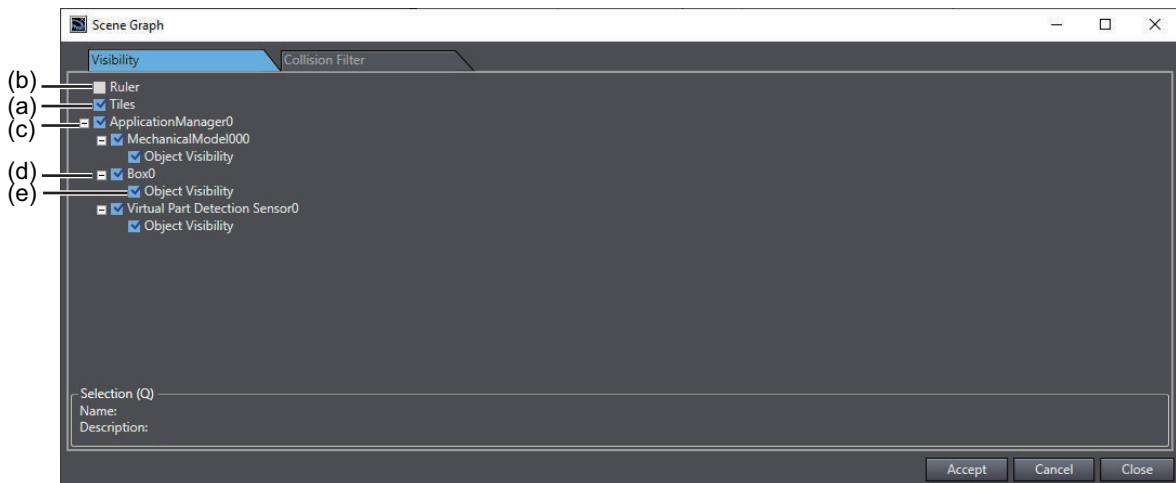 Scene Graph
Visibility
Collision Filter
(b) Ruler
(a) Tiles
(c) ApplicationManager0
MechanicalModel000
Object Visibility
(d) Box0
(e) Object Visibility
Virtual Part Detection Sensor0
Object Visibility
Selection (Q)
Name:
Description:
Accept Cancel Close